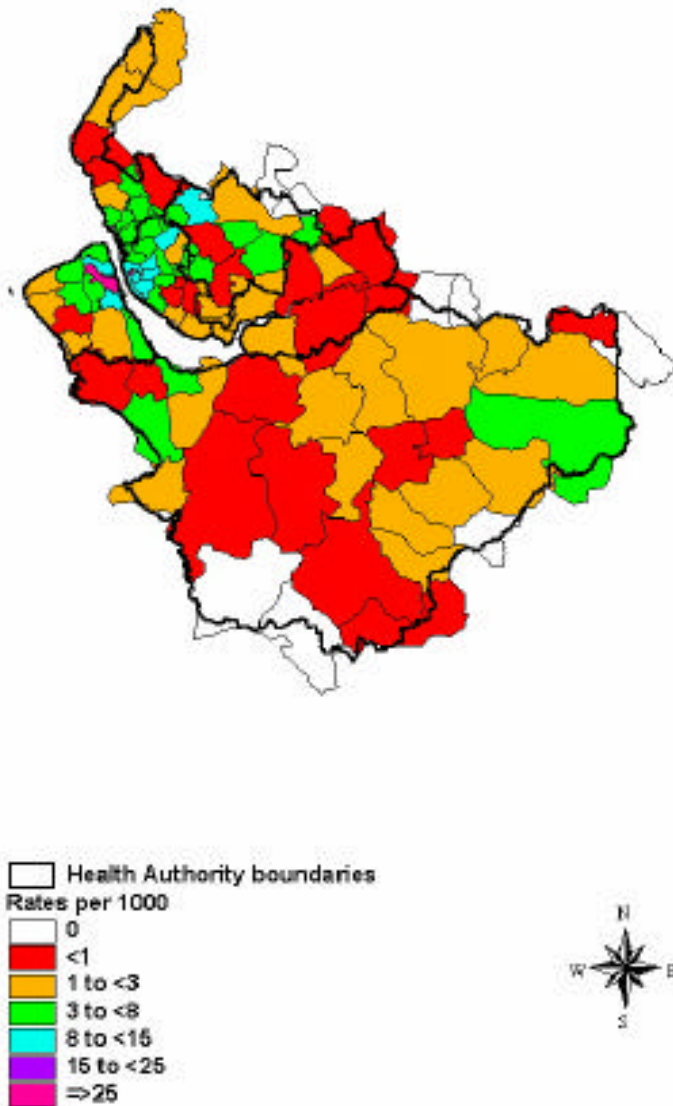 Health Authority boundaries
Rates per 1000
0
<1
1 to <3
3 to <8
8 to <15
15 to <25
=>25
N
W E
S